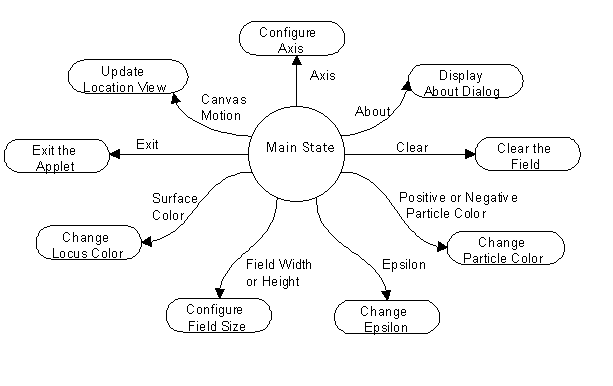 Configure
Axis
Axis
Update
Location View
Canvas
Motion
Display
About Dialog
About
Exit the
Applet
Exit
Main State
Clear
Clear the
Field
Surface
Color
Change
Locus Color
Positive or Negative
Particle Color
Change
Particle Color
Field Width
or Height
Configure
Field Size
Epsilon
Change
Epsilon